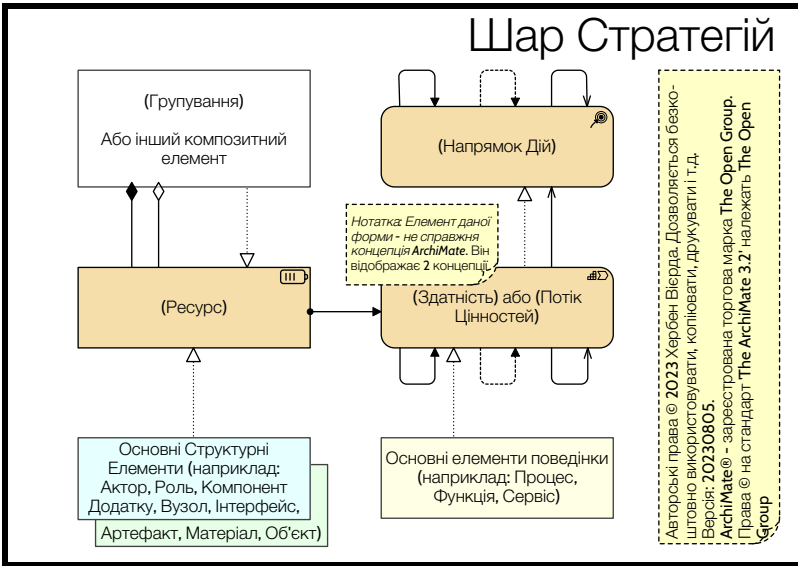 Шар Стратегій
(Групування)
Або інший композитний
елемент
(Напрямок Дій)
Нотатка: Елемент даної
форми - не справжня
концепція ArchiMate. Він
відображає 2 концепції.
(Ресурс)
(Здатність) або (Потік
Цінностей)
Основні Структурні
Елементи (наприклад:
Актор, Роль, Компонент
Додатку, Вузол, Інтерфейс,
Артефакт, Матеріал, Об'єкт)
Основні елементи поведінки
(наприклад: Процес,
Функція, Сервіс)
Авторські права © 2023 Хербен Вієрда. Дозволяється безко-
штовно використовувати, копіювати, друкувати і т.д.
Версія: 20230805.
ArchiMate® - зареєстрована торгова марка The Open Group.
Права © на стандарт 'The ArchiMate 3.2' належать The Open
Group